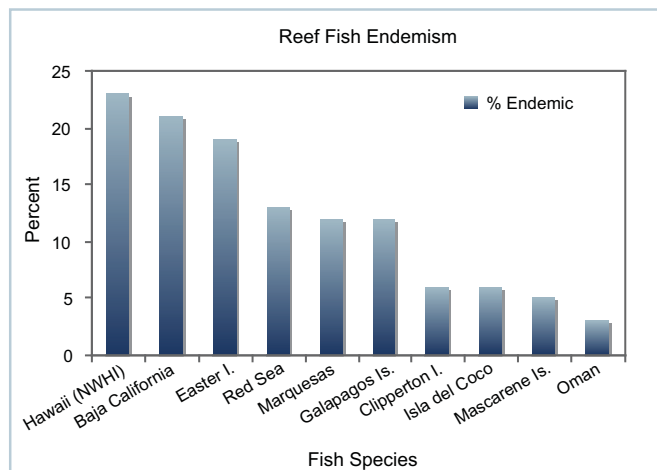 Reef Fish Endemism
% Endemic
Percent
25
20
15
10
5
0
Hawaii (NWHI)
Baja California
Easter I.
Red Sea
Marquesas
Galapagos Is.
Clipperton I.
Isla del Coco
Mascarene Is.
Oman
Fish Species